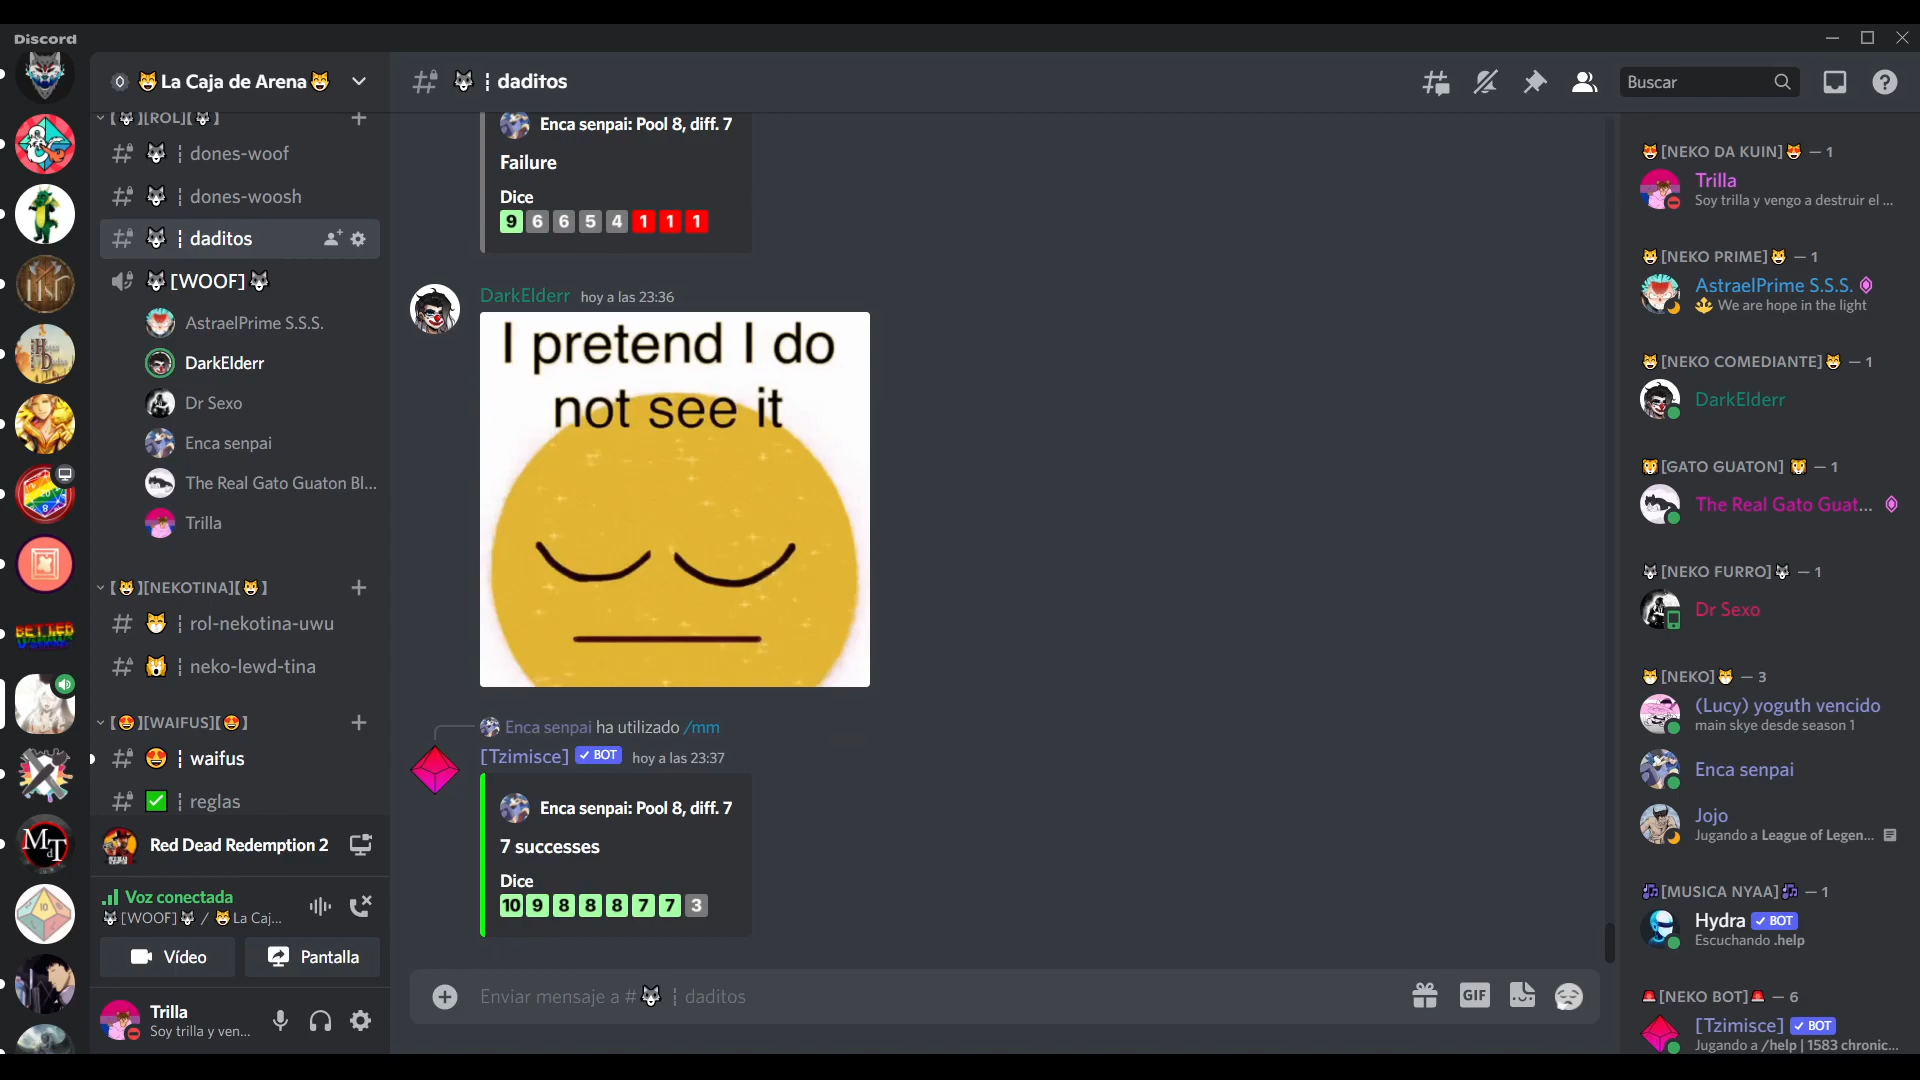 Discord
😸La Caja de Arena😸
[🐺][ROL][🐺]
🐺 ¦ dones-woof
🐺 ¦ dones-woosh
🐺 ¦ daditos
🐺[WOOF]🐺
AstraelPrime S.S.S.
DarkElderr
Dr Sexo
Enca senpai
The Real Gato Guaton Bl...
Trilla
[🐱][NEKOTINA][🐱]
🐱 ¦ rol-nekotina-uwu
🙀 ¦ neko-lewd-tina
[😍][WAIFUS][😍]
😍 ¦ waifus
✅ ¦ reglas
BETTER
MT
Red Dead Redemption 2
Voz conectada
🐺[WOOF]🐺 / 😸La Caj...
Vídeo
Pantalla
Trilla
Soy trilla y ven...
# 🐺 ¦ daditos
Buscar
Enca senpai: Pool 8, diff. 7
Failure
Dice
9 6 6 5 4 1 1 1
DarkElderr hoy a las 23:36
I pretend I do
not see it
Enca senpai ha utilizado /mm
[Tzimisce] ✓ BOT hoy a las 23:37
Enca senpai: Pool 8, diff. 7
7 successes
Dice
10 9 8 8 8 7 7 3
Enviar mensaje a #🐺 ¦ daditos
GIF
😻[NEKO DA KUIN]😻 — 1
Trilla
Soy trilla y vengo a destruir el ...
😸[NEKO PRIME]😸 — 1
AstraelPrime S.S.S.
We are hope in the light
😸[NEKO COMEDIANTE]😸 — 1
DarkElderr
🐯[GATO GUATON] 🐯 — 1
The Real Gato Guat...
🐺[NEKO FURRO]🐺 — 1
Dr Sexo
🐱[NEKO]🐱 — 3
(Lucy) yoguth vencido
main skye desde season 1
Enca senpai
Jojo
Jugando a League of Legen...
🎶[MUSICA NYAA]🎶 — 1
Hydra ✓ BOT
Escuchando .help
🚨[NEKO BOT]🚨 — 6
[Tzimisce] ✓ BOT
Jugando a /help | 1583 chronic...